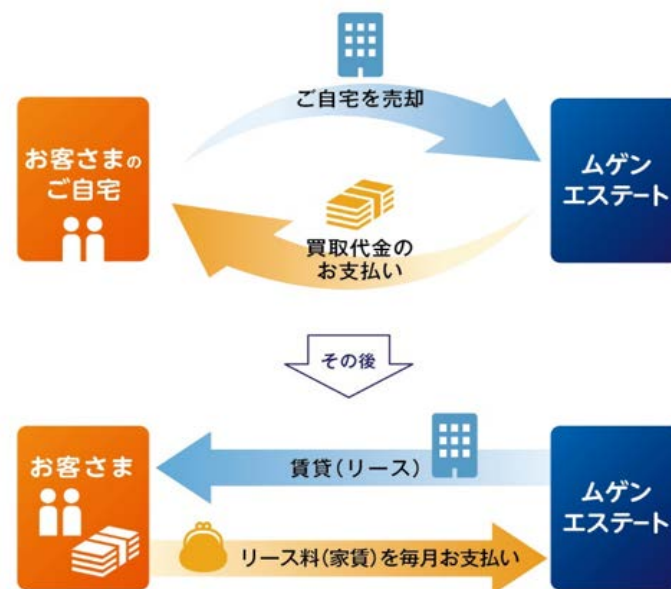 ご自宅を売却
お客さまの
ご自宅
ムゲン
エステート
買取代金の
お支払い
その後
お客さま
賃貸(リース)
ムゲン
エステート
リース料(家賃)を毎月お支払い